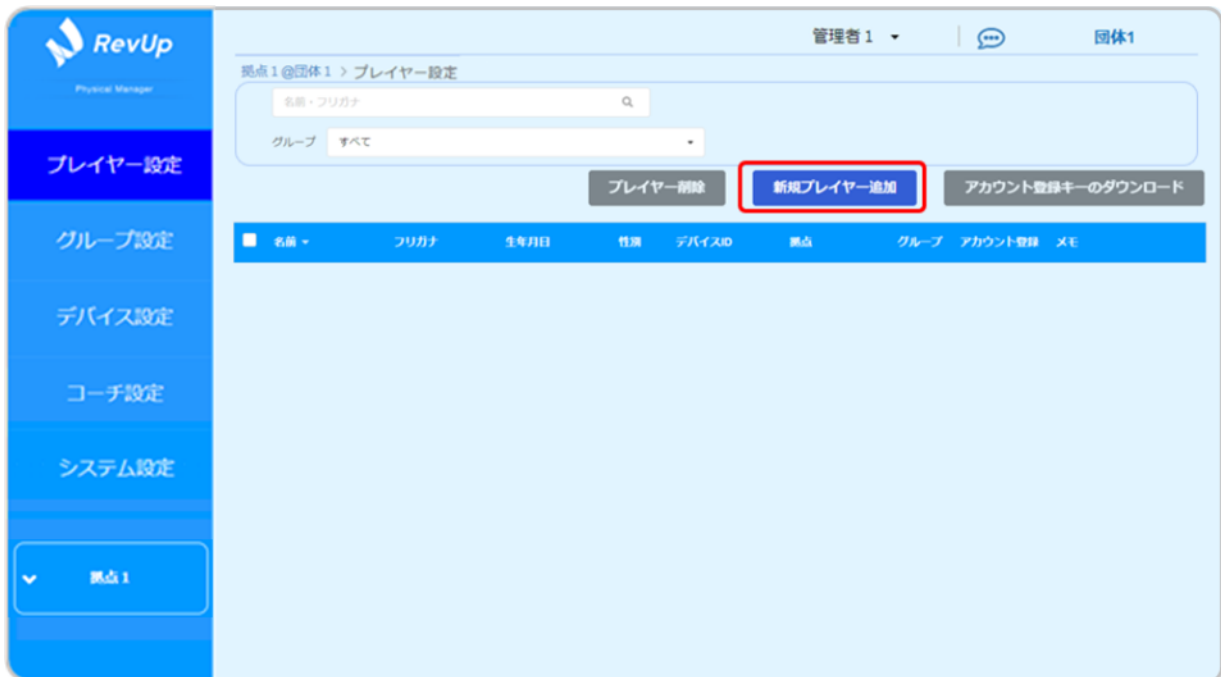 RevUp
Physical Manager
管理者1
団体1
拠点1@団体1 > プレイヤー設定
名前・フリガナ
グループ すべて
プレイヤー削除 新規プレイヤー追加 アカウント登録キーのダウンロード
名前 フリガナ 生年月日 性別 デバイスID 拠点 グループ アカウント登録 メモ
プレイヤー設定
グループ設定
デバイス設定
コーチ設定
システム設定
拠点1